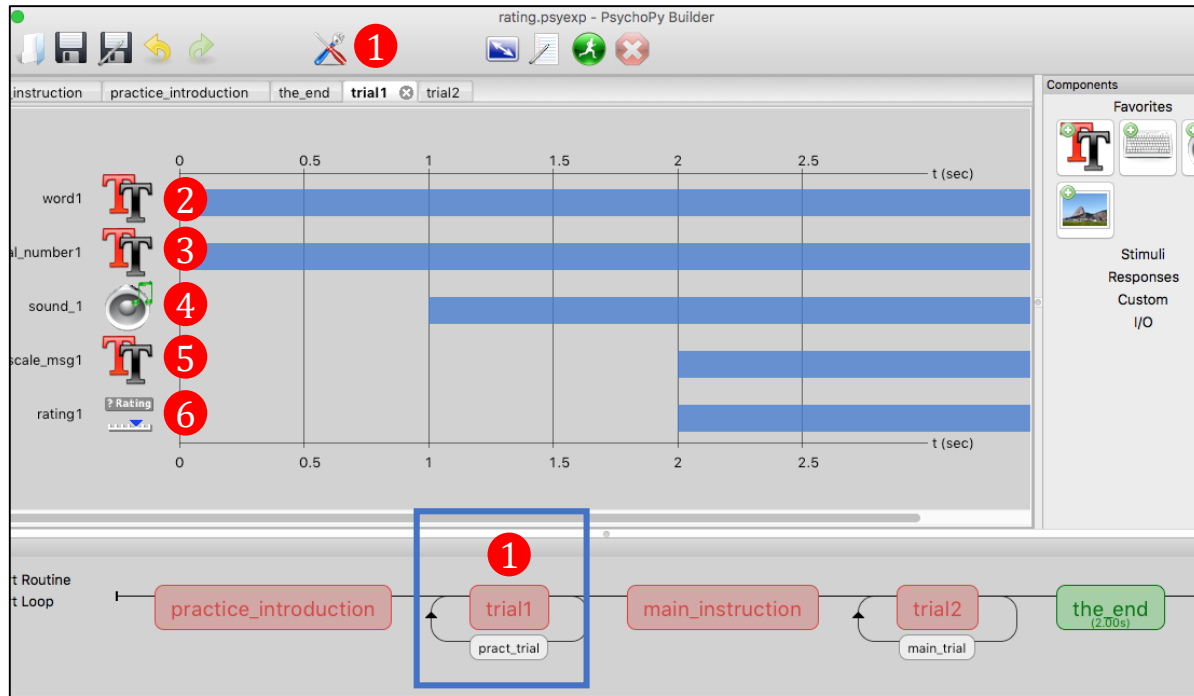 rating.psyexp - PsychoPy Builder
1
_instruction practice_introduction the_end trial1 trial2
Components
Favorites
0 0.5 1 1.5 2 2.5
t (sec)
word1 2
al_number1 3
sound_1 4
scale_msg1 5
rating1 ? Rating 6
t (sec)
0 0.5 1 1.5 2 2.5
Stimuli
Responses
Custom
I/O
1
rt Routine
rt Loop
practice_introduction trial1 main_instruction trial2 the_end
(2.00s)
pract_trial main_trial